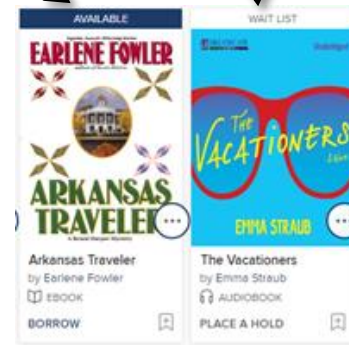 AVAILABLE
EARLENE FOWLER
ARKANSAS
TRAVELER
Arkansas Traveler
by Earlene Fowler
EBOOK
BORROW
WAIT LIST
THE
VACATIONERS
EMMA STRAUB
The Vacationers
by Emma Straub
AUDIOBOOK
PLACE A HOLD